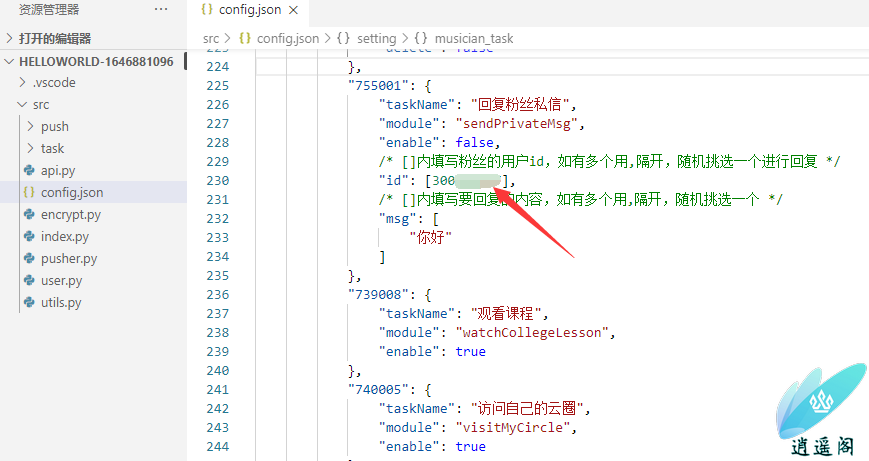 资源管理器
···
{} config.json ×
打开的编辑器
src > {} config.json > {} setting > {} musician_task
HELLOWORLD-1646881096
.vscode
src
push
task
api.py
{} config.json
encrypt.py
index.py
pusher.py
user.py
utils.py
224 },
225 "755001": {
226 "taskName": "回复粉丝私信",
227 "module": "sendPrivateMsg",
228 "enable": false,
229 /* []内填写粉丝的用户id，如有多个用,隔开，随机挑选一个进行回复 */
230 "id": [300 ],
231 /* []内填写要回复的内容，如有多个用,隔开，随机挑选一个 */
232 "msg": [
233 "你好"
234 ]
235 },
236 "739008": {
237 "taskName": "观看课程",
238 "module": "watchCollegeLesson",
239 "enable": true
240 },
241 "740005": {
242 "taskName": "访问自己的云圈",
243 "module": "visitMyCircle",
244 "enable": true
逍遥阁